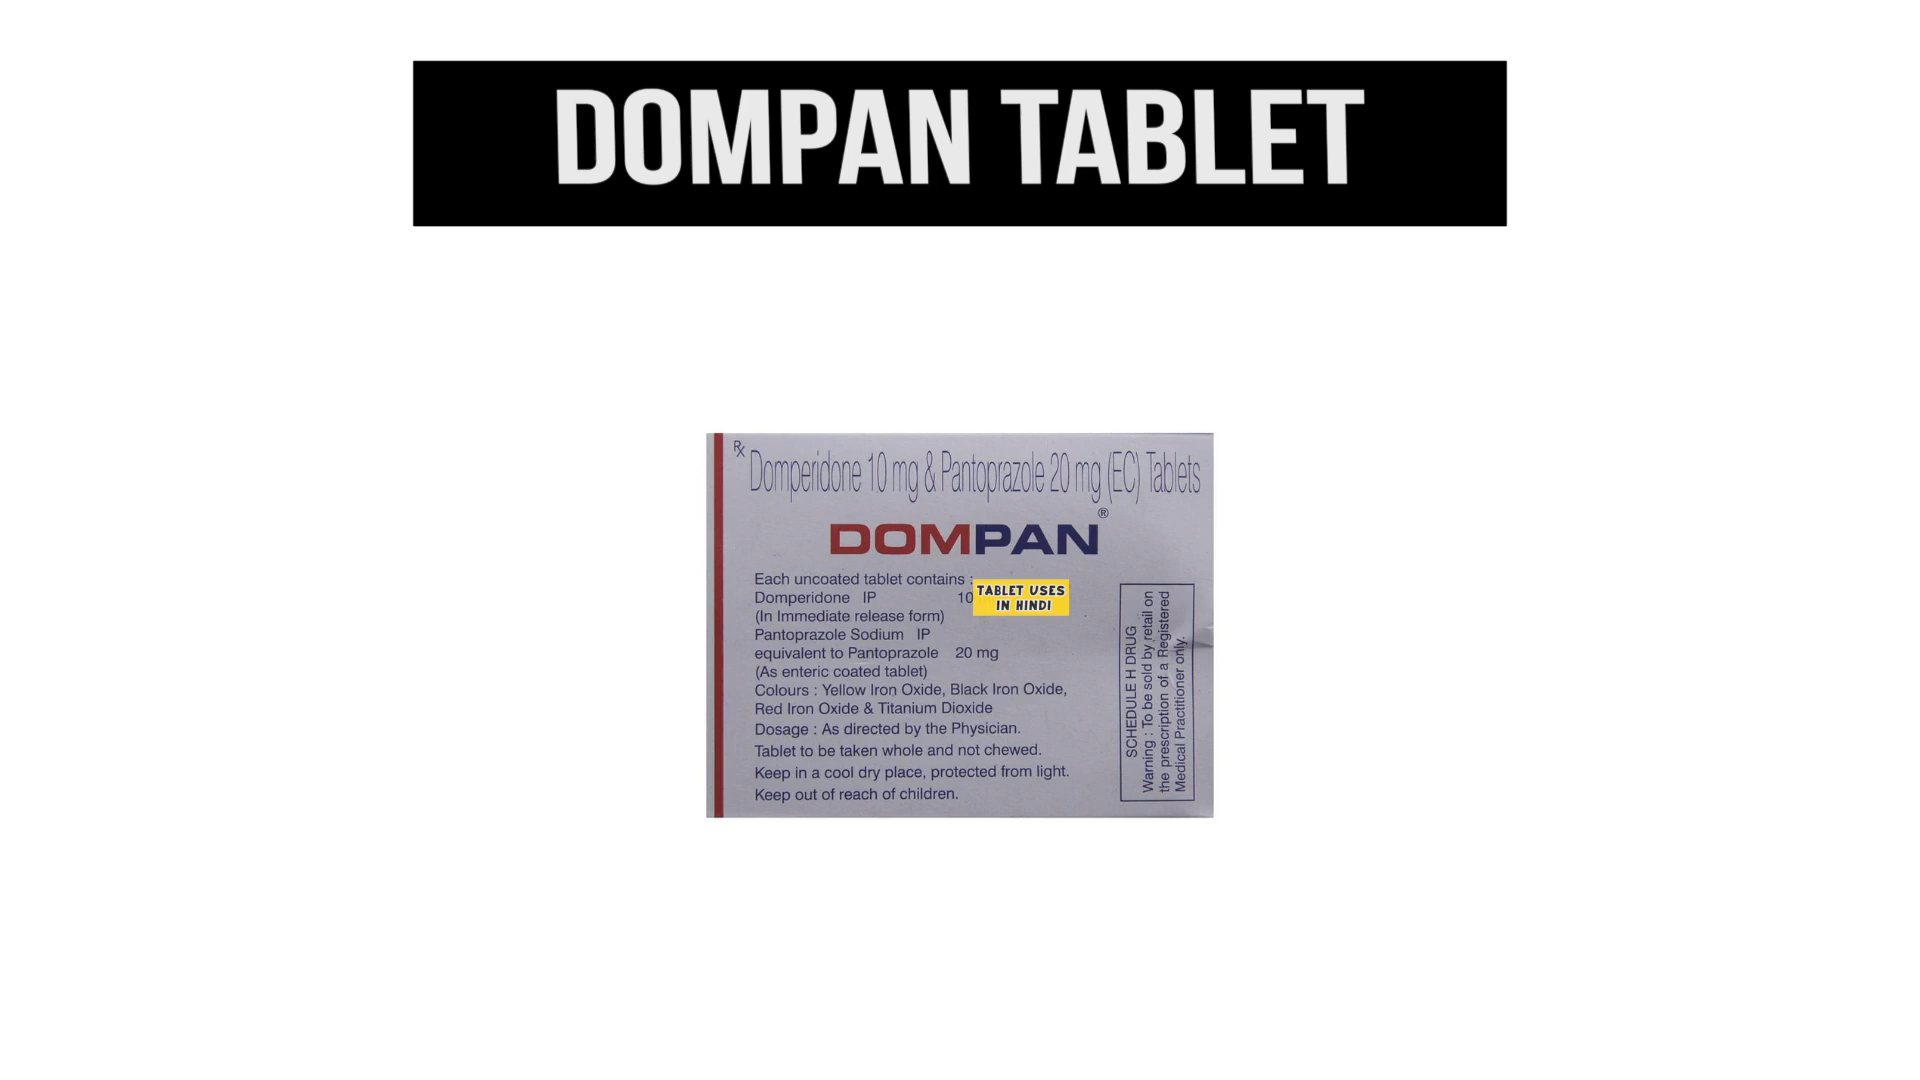 DOMPAN TABLET
Rx
Domperidone 10 mg & Pantoprazole 20 mg (EC) Tablets
DOMPAN®
Each uncoated tablet contains :
Domperidone IP 10
(In Immediate release form)
Pantoprazole Sodium IP
equivalent to Pantoprazole 20 mg
(As enteric coated tablet)
Colours : Yellow Iron Oxide, Black Iron Oxide,
Red Iron Oxide & Titanium Dioxide
Dosage : As directed by the Physician.
Tablet to be taken whole and not chewed.
Keep in a cool dry place, protected from light.
Keep out of reach of children.
TABLET USES
IN HINDI
SCHEDULE H DRUG
Warning : To be sold by retail on
the prescription of a Registered
Medical Practitioner only.